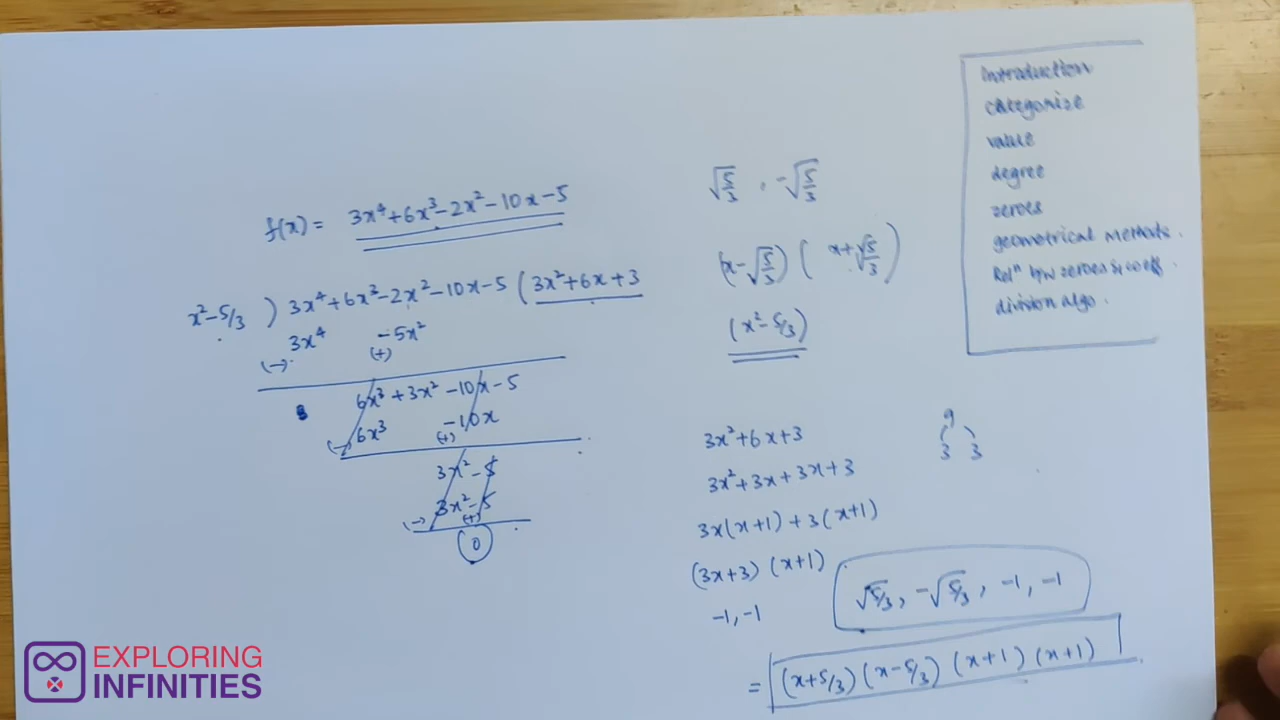 f(x) = 3x⁴+6x³-2x²-10x-5
x²-5/3 ) 3x⁴+6x³-2x²-10x-5 ( 3x²+6x+3
3x⁴ -5x²
(-) (+)
6x³+3x²-10x-5
6x³ -10x
(-) (+)
3x²-5
3x²-5
(-) (+)
0
√5/3 , -√5/3
(x-√5/3) ( x+√5/3 )
(x²-5/3)
3x²+6x+3
3x²+3x+3x+3
3x(x+1)+3(x+1)
(3x+3) (x+1)
-1,-1
9
3 3
√5/3, -√5/3, -1, -1
= (x+5/3) (x-5/3) (x+1) (x+1)
Introduction
categorize
value
degree
zeroes
geometrical methods.
Relⁿ b/w zeroes & coeff.
division algo.
EXPLORING
INFINITIES